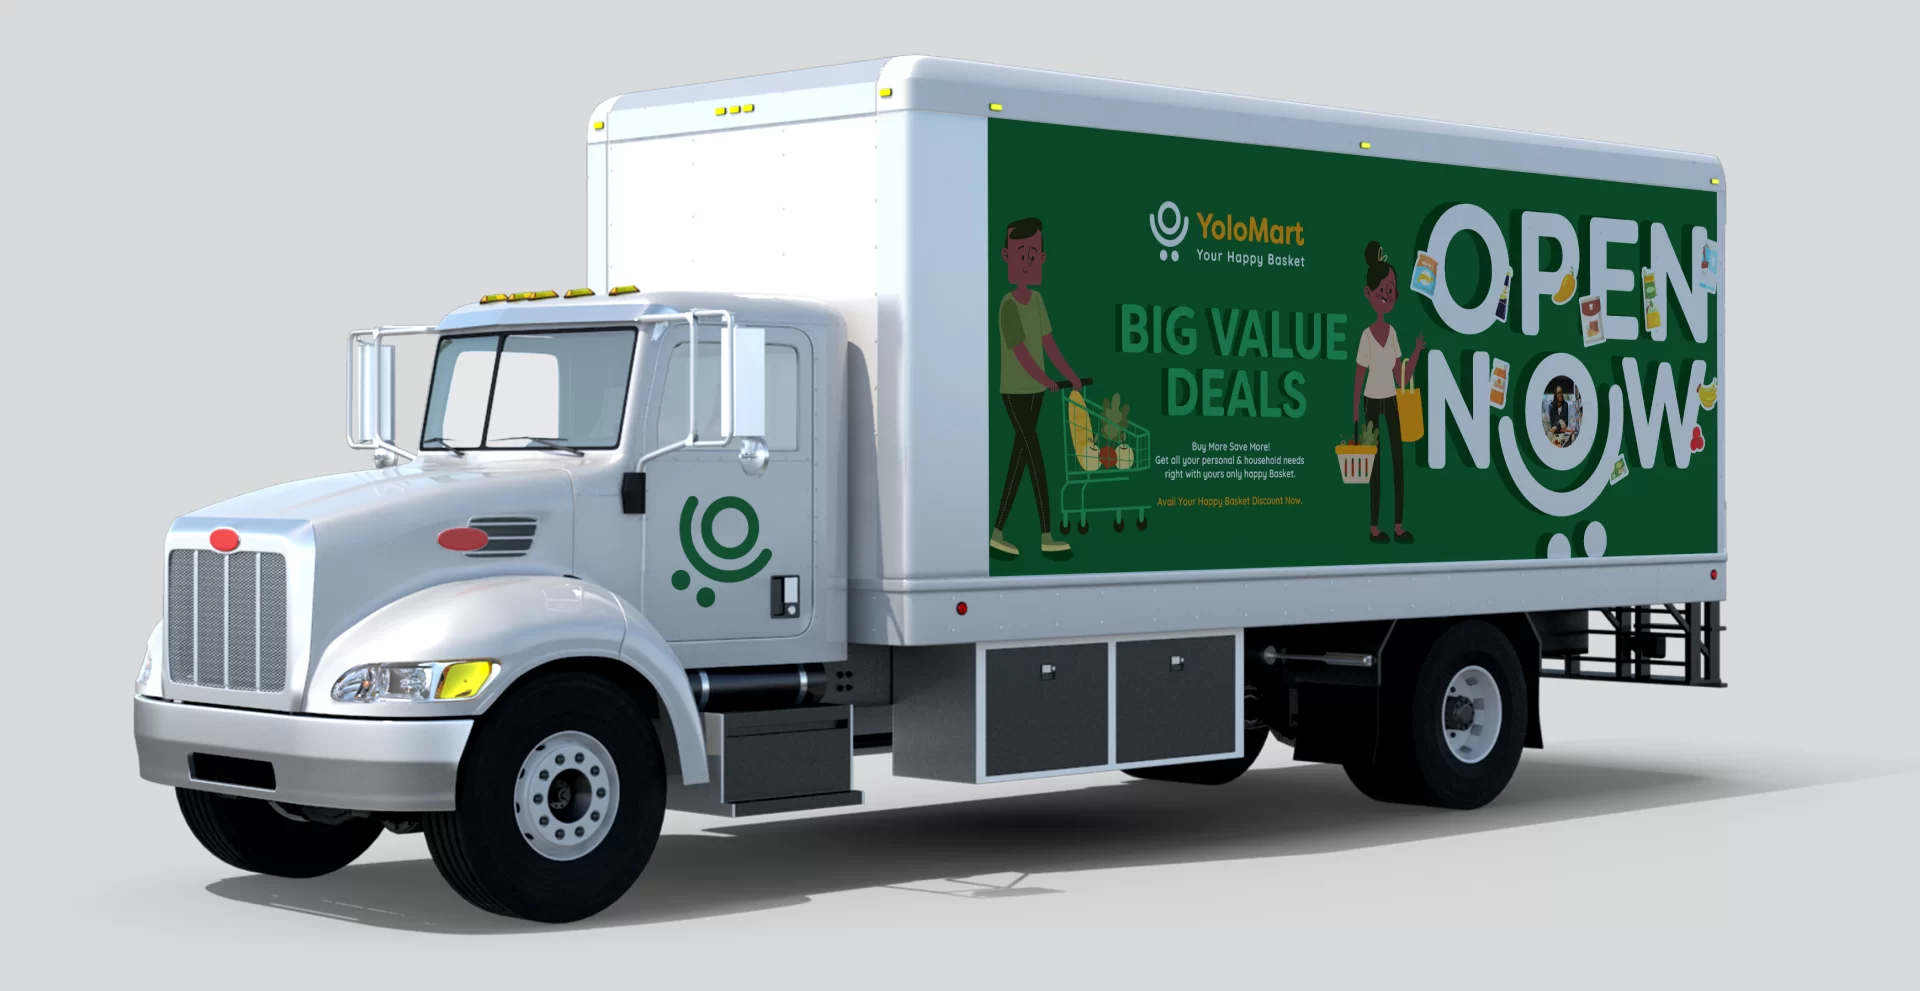 YoloMart
Your Happy Basket
BIG VALUE
DEALS
Buy More Save More!
Get all your personal & household needs
right with yours only happy Basket.
Avail Your Happy Basket Discount Now.
OPEN
NOW